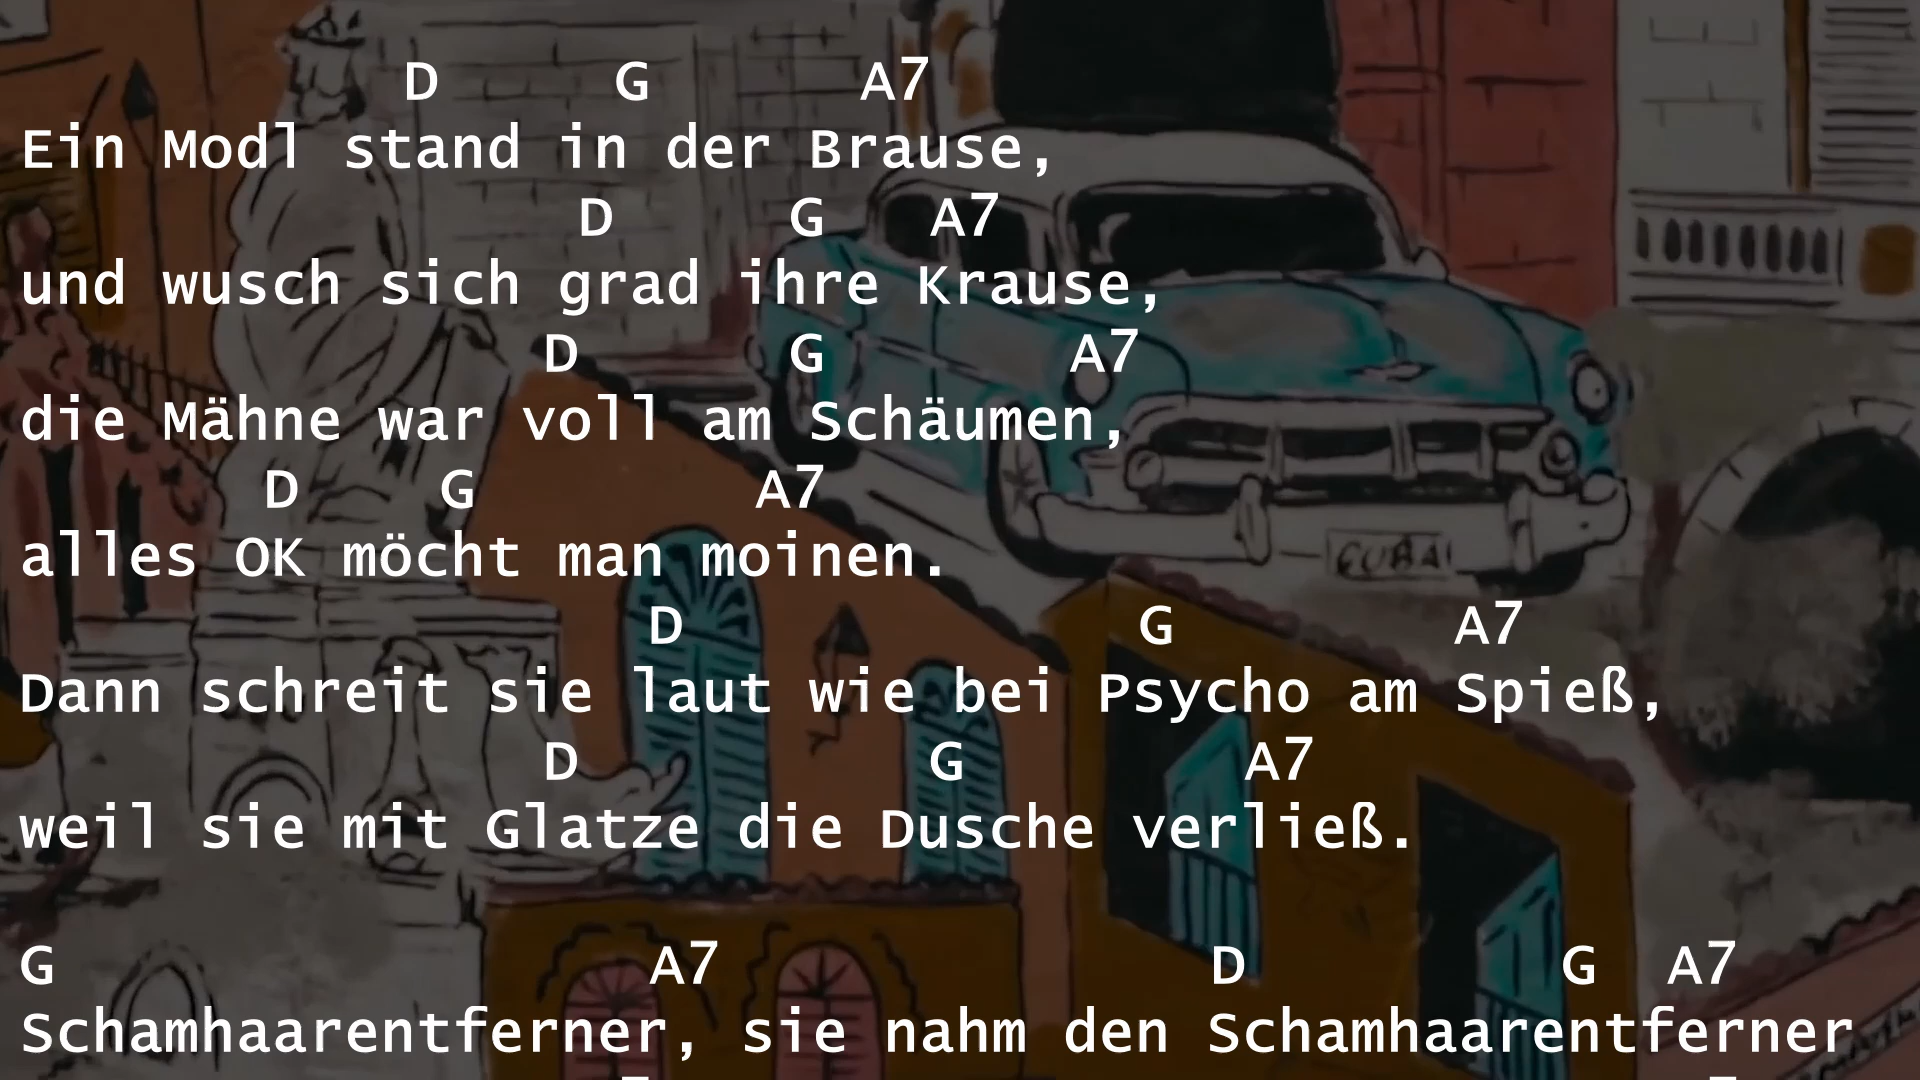 D G A7
Ein Modl stand in der Brause,
D G A7
und wusch sich grad ihre Krause,
D G A7
die Mähne war voll am Schäumen,
D G A7
alles OK möcht man moinen.
D G A7
Dann schreit sie laut wie bei Psycho am Spieß,
D G A7
weil sie mit Glatze die Dusche verließ.
G A7 D G A7
Schamhaarentferner, sie nahm den Schamhaarentferner
CUBA